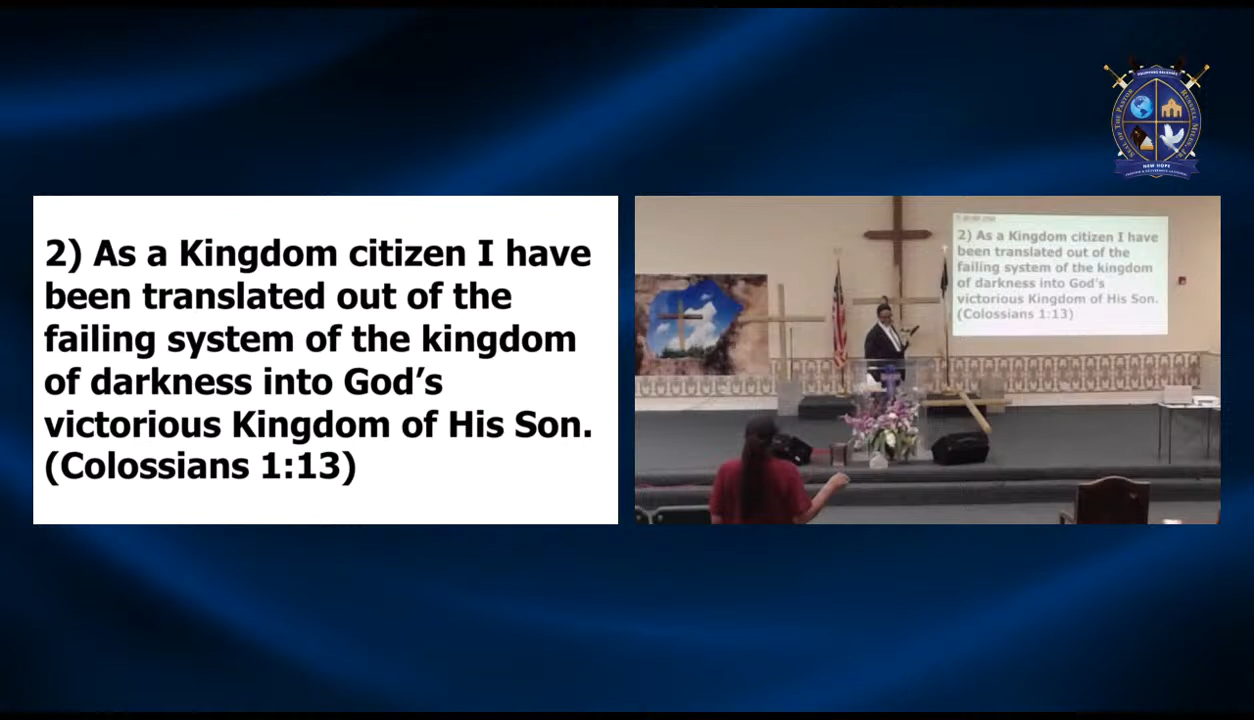 2) As a Kingdom citizen I have
been translated out of the
failing system of the kingdom
of darkness into God's
victorious Kingdom of His Son.
(Colossians 1:13)
2) As a Kingdom citizen I have
been translated out of the
failing system of the kingdom
of darkness into God's
victorious Kingdom of His Son.
(Colossians 1:13)
NEW HOPE